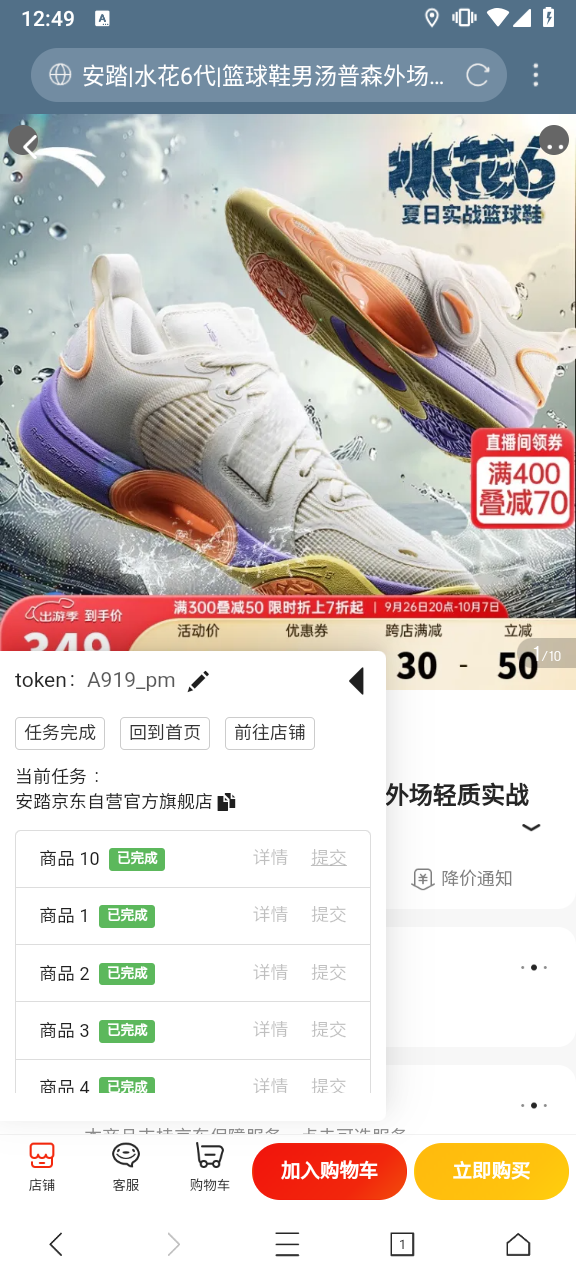 12:49
安踏|水花6代|篮球鞋男汤普森外场...
水花6
夏日实战篮球鞋
直播间领券
满400
叠减70
出游季 到手价
满300叠减50 限时折上7折起 | 9月26日20点-10月7日
349
活动价 优惠券 跨店满减 立减
30 - 50
1/10
token: A919_pm
任务完成 回到首页 前往店铺
当前任务：
安踏京东自营官方旗舰店
外场轻质实战
降价通知
商品 10 已完成 详情 提交
商品 1 已完成 详情 提交
商品 2 已完成 详情 提交
商品 3 已完成 详情 提交
商品 4 已完成 详情 提交
店铺 客服 购物车 加入购物车 立即购买
1